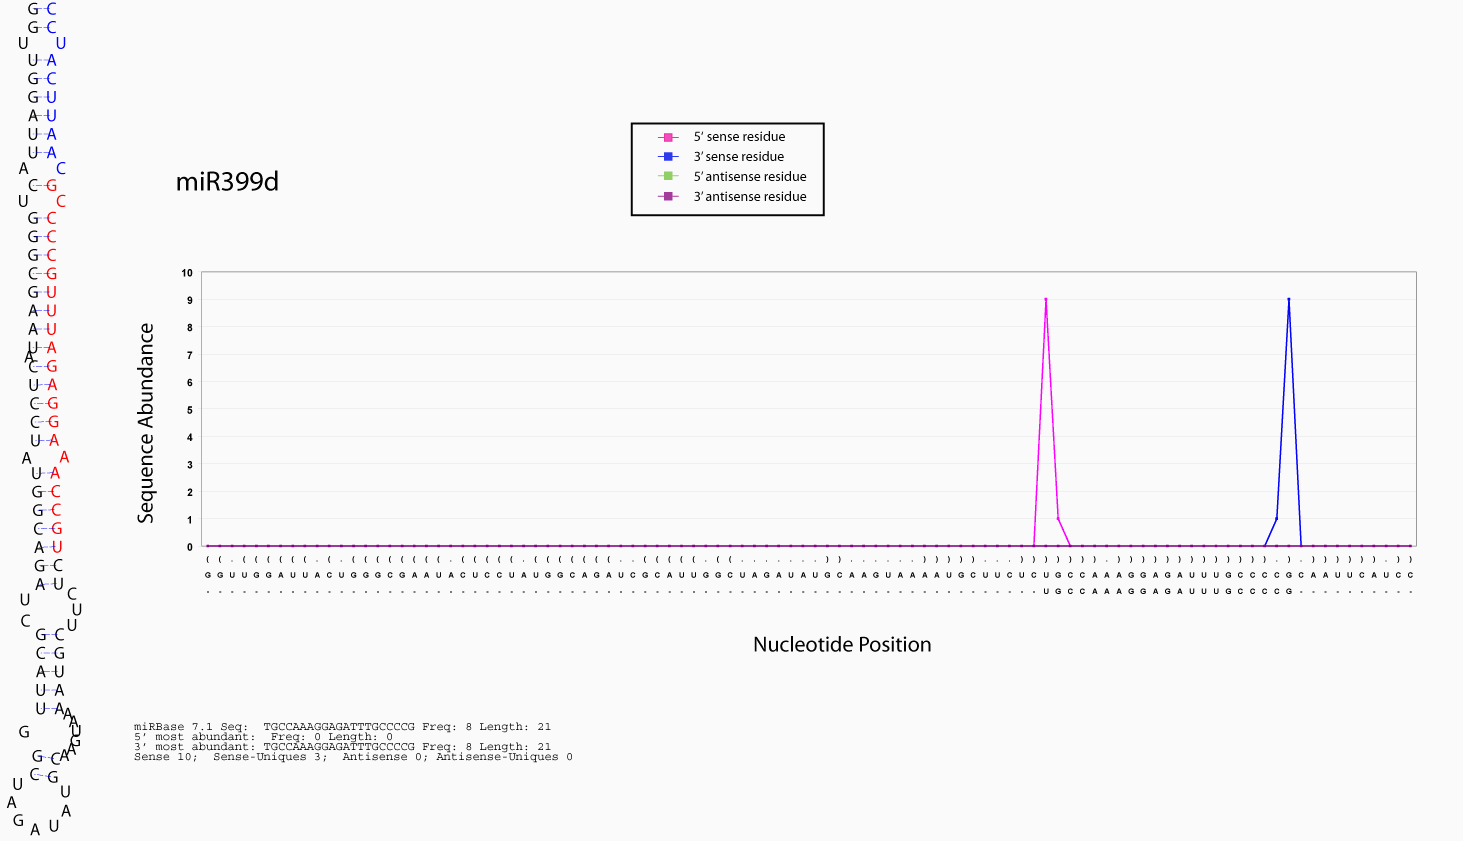 G C
G C
U U
U A
G C
G U
A U
U A
U A
A C
C G
U C
G C
G C
G C
C G
G U
A U
A U
U A
A
C G
U A
C G
C G
U A
A A
U A
G C
G C
C G
A U
G C
A U
C
U U
C U
G C
C G
A U
U A
U A
A
A
G U
G
A
G C A
C G
U U
A A
G A U
miR399d
5' sense residue
3' sense residue
5' antisense residue
3' antisense residue
10
9
8
7
6
5
4
3
2
1
0
Sequence Abundance
( ( . ( ( ( ( ( ( . ( . ( ( ( ( ( ( ( ( . ( ( ( ( ( . ( ( ( ( ( ( ( . . ( ( ( ( ( . ( ( . . . . . . . ) ) . . . . . . ) ) ) ) ) . . . ) ) ) ) ) ) ) . ) ) ) ) ) ) ) ) ) ) ) ) ) . ) . ) ) ) ) ) ) . ) )
G G U U G G A U U A C U G G G C G A A U A C U C C U A U G G C A G A U C G C A U U G G C U A G A U A U G C A A G U A A A A U G C U U C U C U G C C A A A G G A G A U U U G C C C C G C A A U U C A U C C
- - - - - - - - - - - - - - - - - - - - - - - - - - - - - - - - - - - - - - - - - - - - - - - - - - - - - - - - - - - - - - - - - - - - - U G C C A A A G G A G A U U U G C C C C G - - - - - - - - - -
Nucleotide Position
miRBase 7.1 Seq: TGCCAAAGGAGATTTGCCCCG Freq: 8 Length: 21
5' most abundant: Freq: 0 Length: 0
3' most abundant: TGCCAAAGGAGATTTGCCCCG Freq: 8 Length: 21
Sense 10; Sense-Uniques 3; Antisense 0; Antisense-Uniques 0